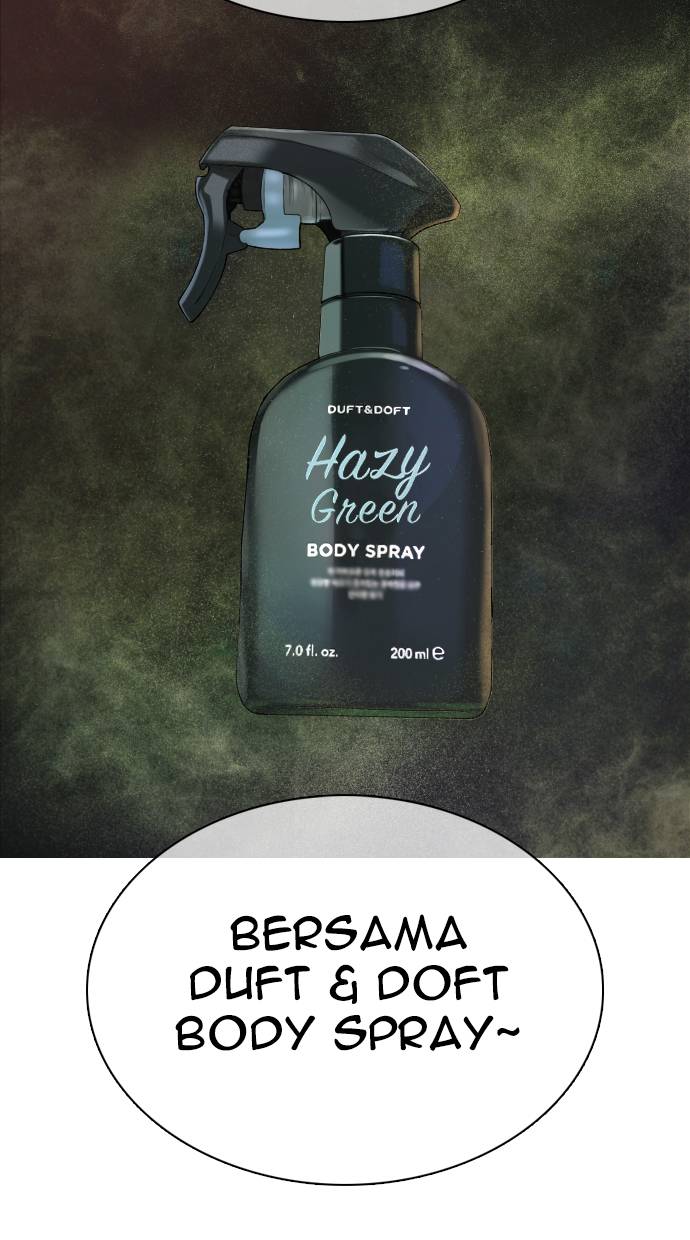 DUFT&DOFT
Hazy
Green
BODY SPRAY
7.0 fl. oz. 200 ml ℮
BERSAMA
DUFT & DOFT
BODY SPRAY~